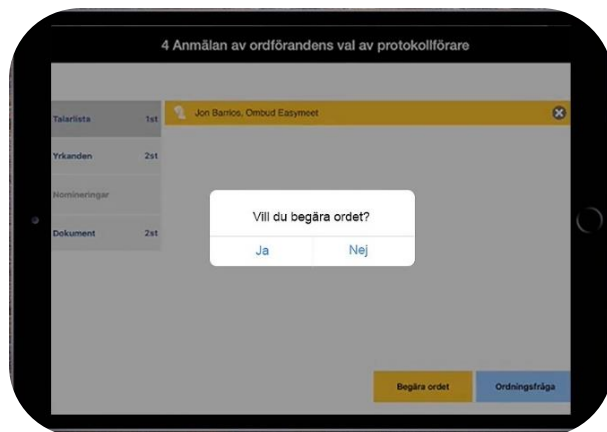 4 Anmälan av ordförandens val av protokollförare
Talarlista 1st
Jon Barrios, Ombud Easymeet
Yrkanden 2st
Nomineringar
Dokument 2st
Vill du begära ordet?
Ja Nej
Begära ordet Ordningsfråga